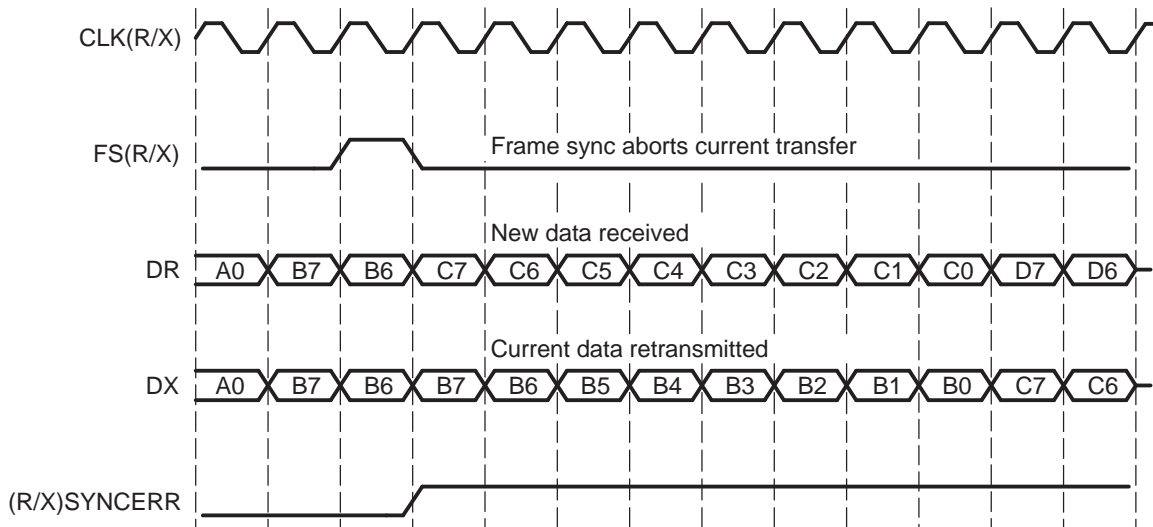 CLK(R/X)
FS(R/X)
Frame sync aborts current transfer
New data received
DR A0 B7 B6 C7 C6 C5 C4 C3 C2 C1 C0 D7 D6
Current data retransmitted
DX A0 B7 B6 B7 B6 B5 B4 B3 B2 B1 B0 C7 C6
(R/X)SYNCERR